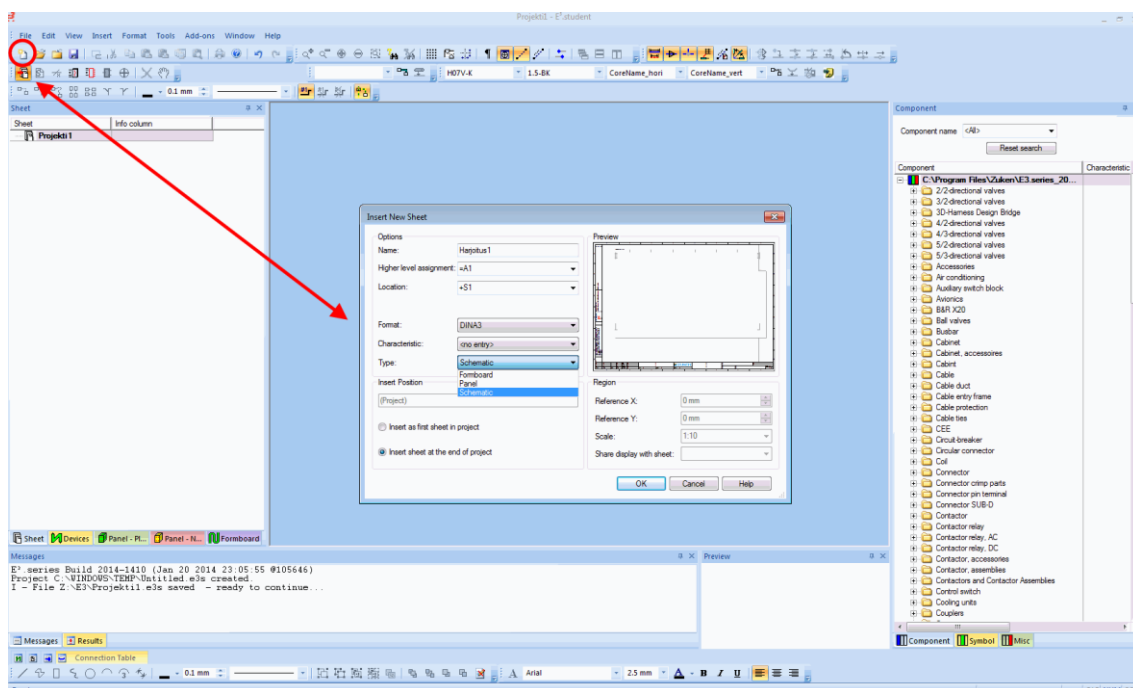 Projekti1 - E³.student
File Edit View Insert Format Tools Add-ons Window Help
H07V-K 1.5-BK CoreName_hori CoreName_vert
0.1 mm
Sheet
Sheet Info column
Projekti1
Insert New Sheet
Options
Name: Harjoitus1
Higher level assignment: =A1
Location: +S1
Format: DINA3
Characteristic: <no entry>
Type: Schematic
Formboard
Panel
Schematic
Insert Position
(Project)
Insert as first sheet in project
Insert sheet at the end of project
Preview
Region
Reference X: 0 mm
Reference Y: 0 mm
Scale: 1:10
Share display with sheet:
OK Cancel Help
Component
Component name <All>
Reset search
Component Characteristic
C:\Program Files\Zuken\E3.series_20...
2/2-directional valves
3/2-directional valves
3D-Harness Design Bridge
4/2-directional valves
4/3-directional valves
5/2-directional valves
5/3-directional valves
Accessories
Air conditioning
Auxiliary switch block
Avionics
B&R X20
Ball valves
Busbar
Cabinet
Cabinet, accessoires
Cabint
Cable
Cable duct
Cable entry frame
Cable protection
Cable ties
CEE
Circuit-breaker
Circular connector
Coil
Connector
Connector crimp parts
Connector pin terminal
Connector SUB-D
Contactor
Contactor relay
Contactor relay, AC
Contactor relay, DC
Contactor, accessories
Contactor, assemblies
Contactors and Contactor Assemblies
Control switch
Cooling units
Couplers
Component Symbol Misc
Sheet Devices Panel - Pl... Panel - N... Formboard
Messages
E³.series Build 2014-1410 (Jan 20 2014 23:05:55 @105646)
Project C:\WINDOWS\TEMP\Untitled.e3s created.
I - File Z:\E3\Projekti1.e3s saved - ready to continue...
Preview
Messages Results
Connection Table
0.1 mm A Arial 2.5 mm A B I U